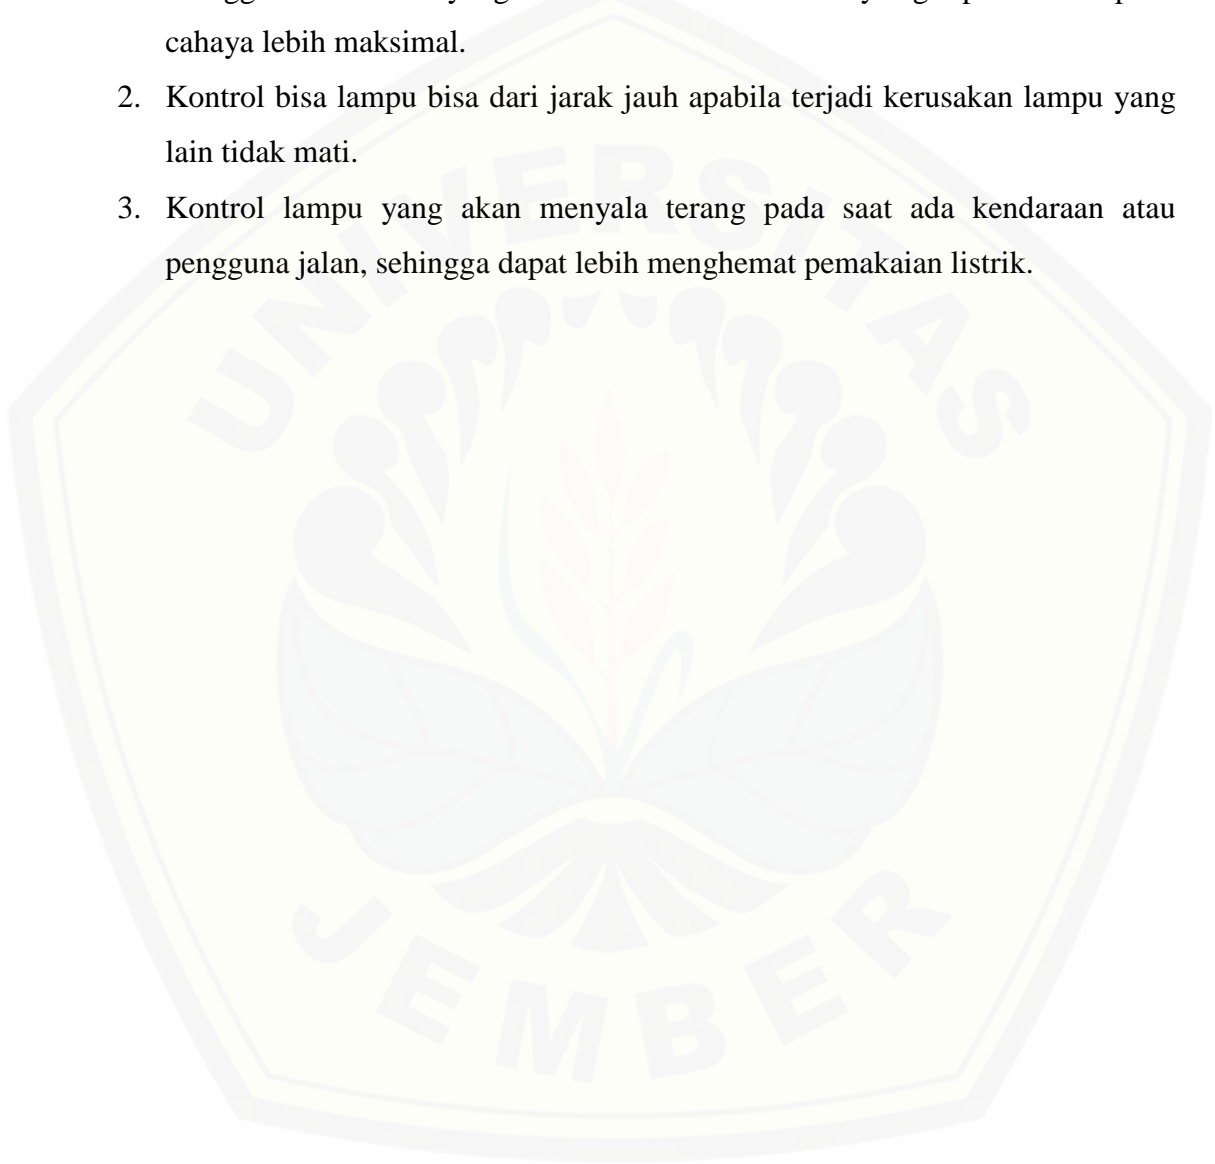 cahaya lebih maksimal.
2. Kontrol bisa lampu bisa dari jarak jauh apabila terjadi kerusakan lampu yang
lain tidak mati.
3. Kontrol lampu yang akan menyala terang pada saat ada kendaraan atau
pengguna jalan, sehingga dapat lebih menghemat pemakaian listrik.
UNIVERSITAS
JEMBER